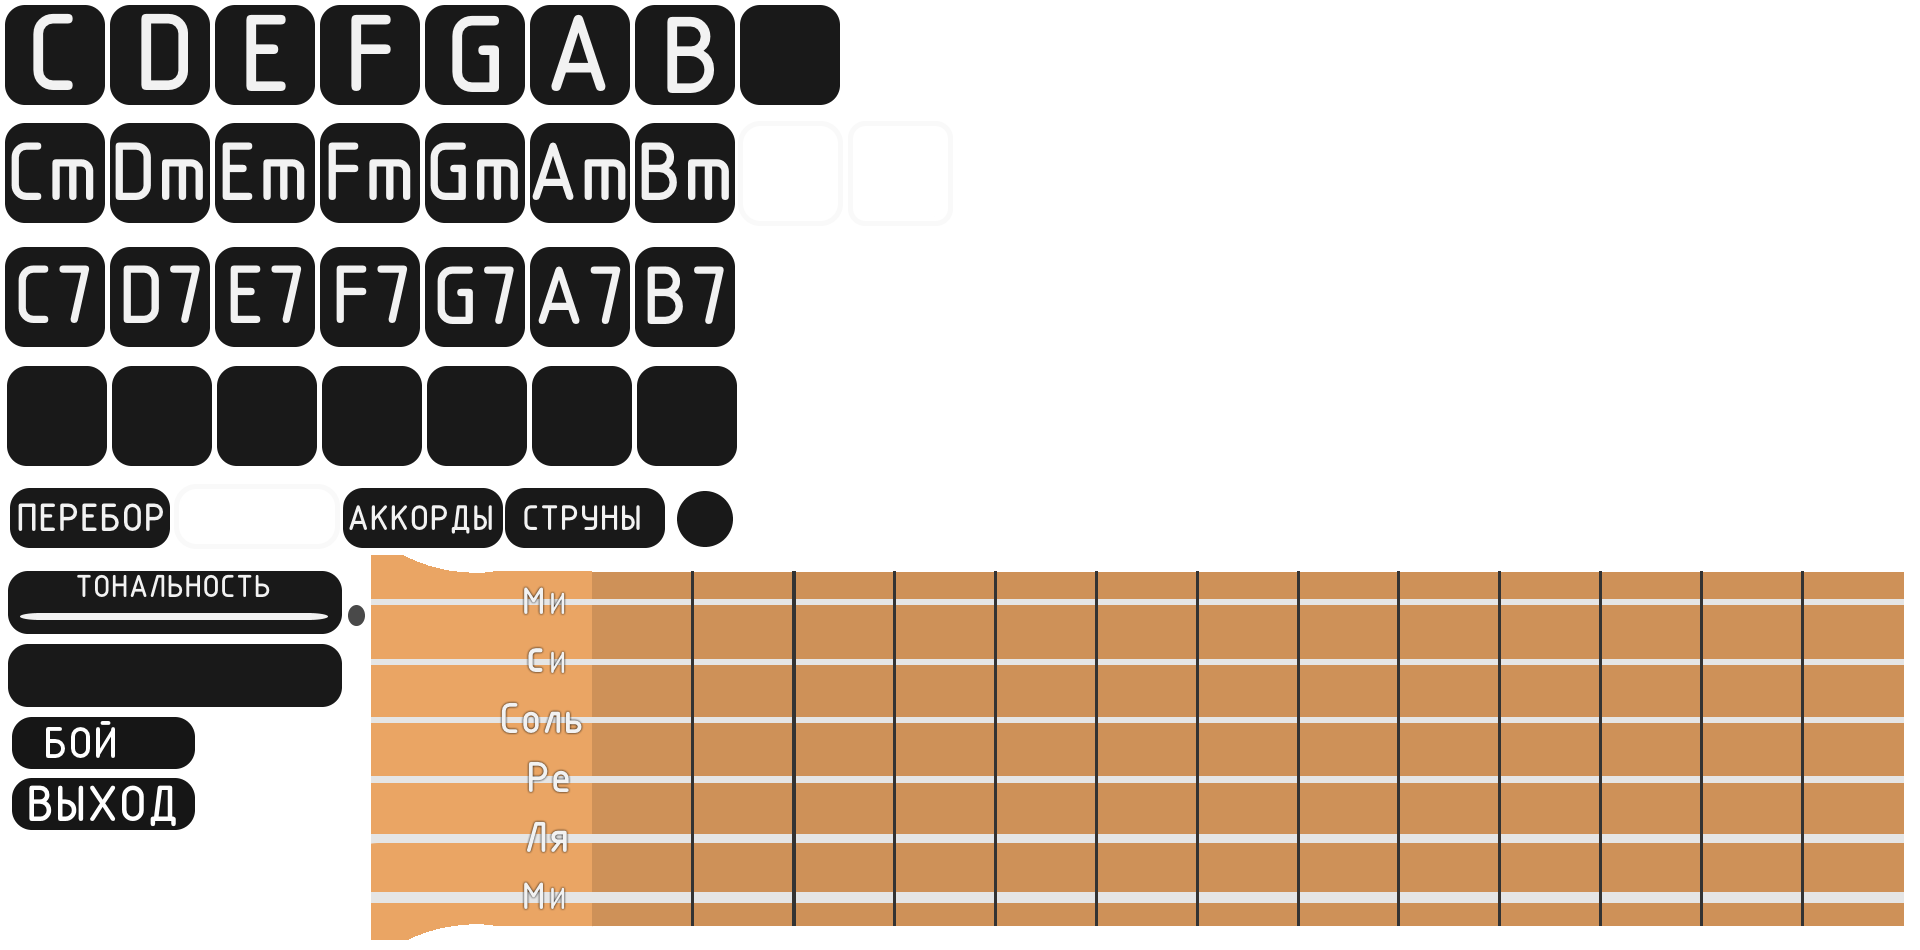 C D E F G A B
Cm Dm Em Fm Gm Am Bm
C7 D7 E7 F7 G7 A7 B7
ПЕРЕБОР АККОРДЫ СТРУНЫ
ТОНАЛЬНОСТЬ
БОЙ
ВЫХОД
Ми
Си
Соль
Ре
Ля
Ми